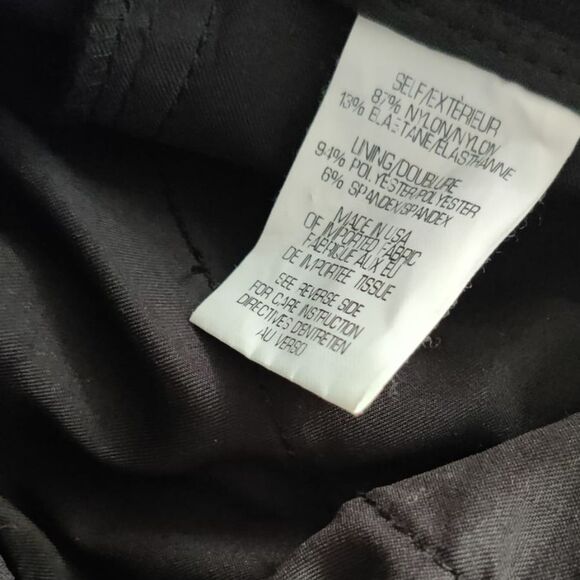 SELF/EXTÉRIEUR
87% NYLON/NYLON
13% ELASTANE/ELASTHANNE
LINING/DOUBLURE
94% POLYESTER/POLYESTER
6% SPANDEX/SPANDEX
MADE IN USA
OF IMPORTED FABRIC
FABRIQUE AUX EU
DE IMPORTEE TISSUE
SEE REVERSE SIDE
FOR CARE INSTRUCTION
DIRECTIVES D'ENTRETIEN
AU VERSO